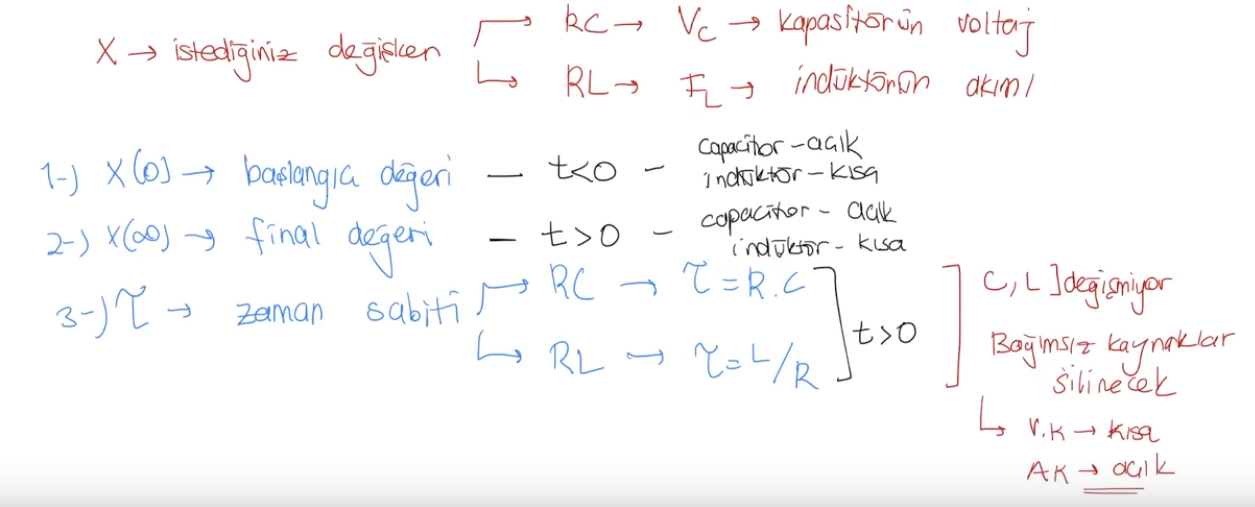 X → istediğiniz değişken
RC → V_C → kapasitörün voltaj
RL → I_L → indüktörün akımı
1-) X(0) → başlangıç değeri — t<0 — capacitor - açık
indüktör - kısa
2-) X(∞) → final değeri — t>0 — capacitor - açık
indüktör - kısa
3-) τ → zaman sabiti
RC → τ = R.C
RL → τ = L/R
t>0
C, L ] değişmiyor
Bağımsız kaynaklar
silinecek
V.K → kısa
AK → açık